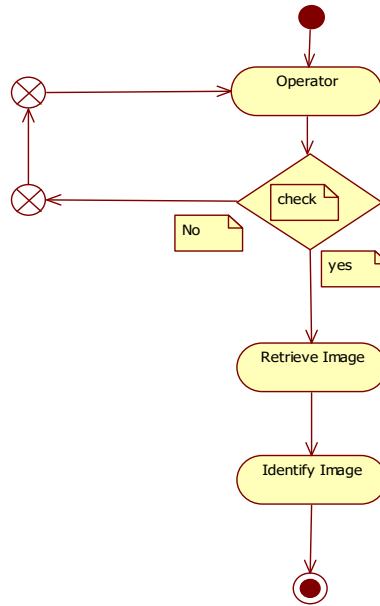 Operator
check
No
yes
Retrieve Image
Identify Image